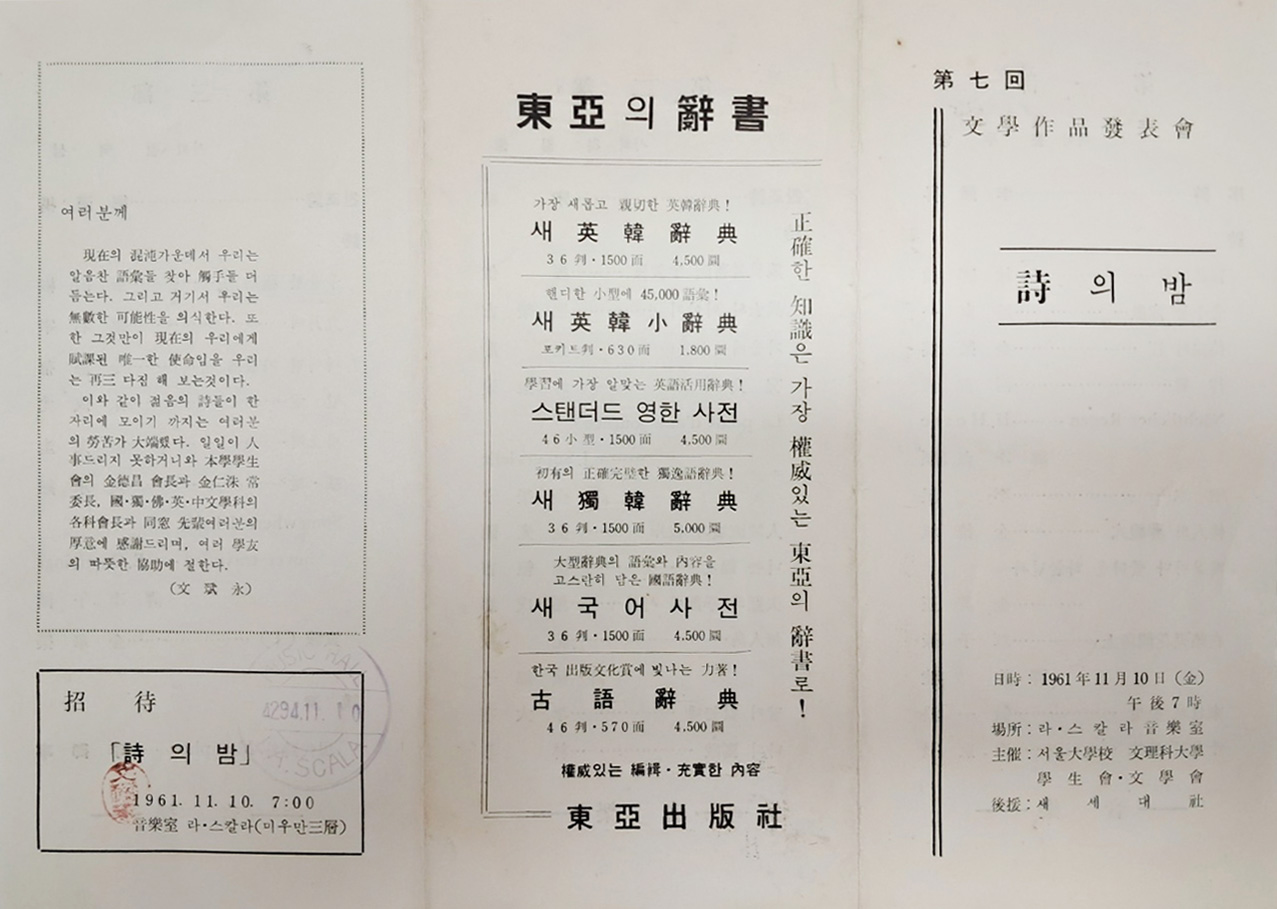 여러분께
現在의 混沌가운데서 우리는
알음찬 語彙들 찾아 觸手를 더
듬는다. 그리고 거기서 우리는
無數한 可能性을 의식한다. 또
한 그것만이 現在의 우리에게
賦課된 唯一한 使命임을 우리
는 再三 다짐 해 보는것이다.
이와 같이 젊음의 詩들이 한
자리에 모이기 까지는 여러분
의 勞苦가 大端했다. 일일이 人
事드리지 못하거니와 本學學生
會의 金德昌 會長과 金仁洙 常
委長, 國·獨·佛·英·中文學科의
各科會長과 同窓 先輩여러분의
厚意에 感謝드리며, 여러 學友
의 따뜻한 協助에 절한다.
(文 斌 永)
招 待
「詩 의 밤」
1961. 11. 10. 7:00
音樂室 라·스칼라(미우만三層)
4294.11. 10
SCALA
東亞의 辭書
가장 새롭고 親切한 英韓辭典!
새 英 韓 辭 典
36判·1500面 4,500圜
핸디한 小型에 45,000語彙!
새 英 韓 小 辭 典
포키트判·630面 1.800圜
學習에 가장 알맞는 英語活用辭典!
스탠더드 영한 사전
46小型·1500面 4,500圜
初有의 正確完璧한 獨逸語辭典!
새 獨 韓 辭 典
36判·1500面 5,000圜
大型辭典의 語彙와 內容을
고스란히 담은 國語辭典!
새 국 어 사 전
36判·1500面 4.500圜
한국 出版文化賞에 빛나는 力著!
古 語 辭 典
46判·570面 4.500圜
正確한 知識은 가장 權威있는 東亞의 辭書로!
權威있는 編輯·充實한 內容
東亞出版社
第七回
文學作品發表會
詩 의 밤
日時: 1961年11月10日(金)
午後7時
場所: 라·스칼라音樂室
主催: 서울大學校 文理科大學
學生會·文學會
後援: 새 세 대 社